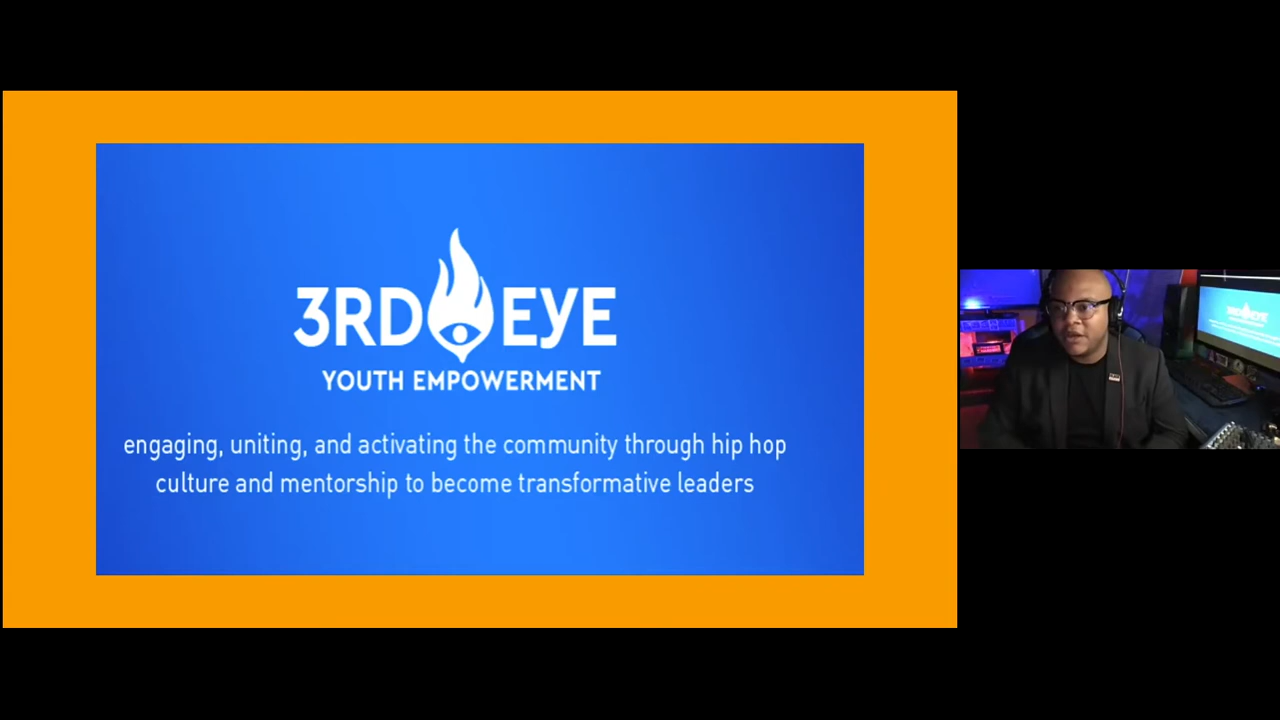 3RD EYE
YOUTH EMPOWERMENT
engaging, uniting, and activating the community through hip hop
culture and mentorship to become transformative leaders